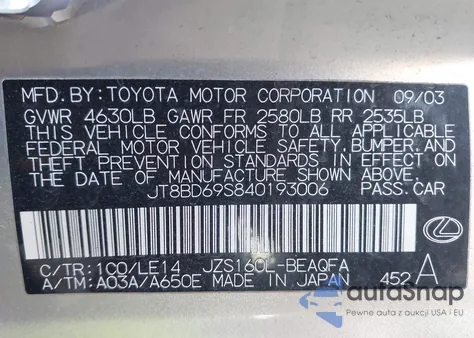 MFD.BY: TOYOTA MOTOR CORPORATION 09/03
GVWR 4630LB GAWR FR 2580LB RR 2535LB
THIS VEHICLE CONFORMS TO ALL APPLICABLE
FEDERAL MOTOR VEHICLE SAFETY,BUMPER,AND
THEFT PREVENTION STANDARDS IN EFFECT ON
THE DATE OF MANUFACTURE SHOWN ABOVE.
JT8BD69S840193006 PASS.CAR
C/TR:1C0/LE14 JZS160L-BEAQFA
A/TM:A03A/A650E MADE IN JAPAN 452 A
autoSnap
Pewne auta z aukcji USA i EU